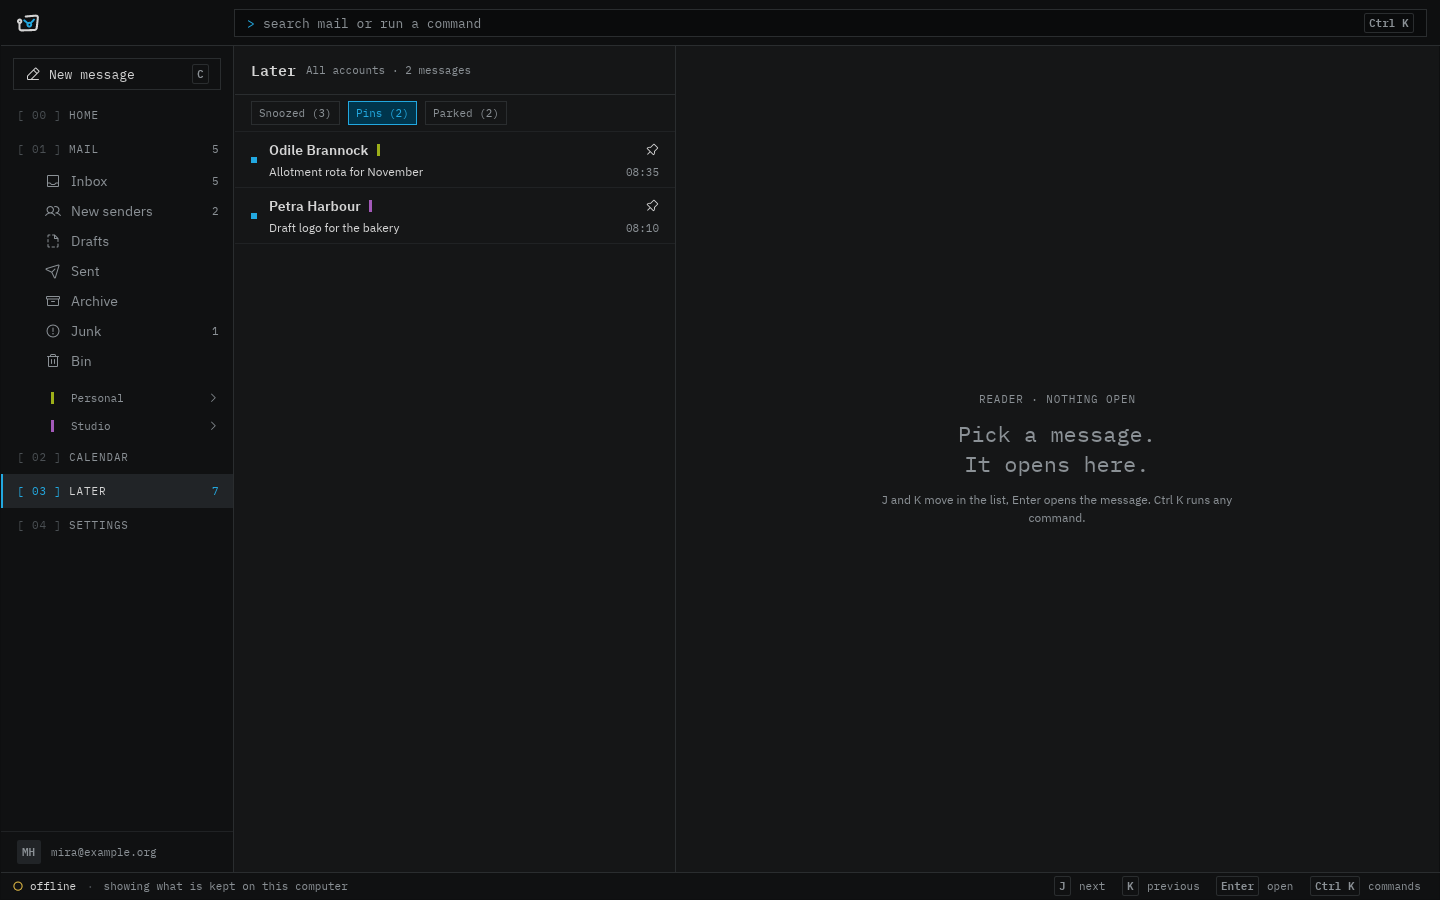 > search mail or run a command Ctrl K
New message C
[ 00 ] HOME
[ 01 ] MAIL 5
Inbox 5
New senders 2
Drafts
Sent
Archive
Junk 1
Bin
Personal
Studio
[ 02 ] CALENDAR
[ 03 ] LATER 7
[ 04 ] SETTINGS
MH mira@example.org
Later All accounts · 2 messages
Snoozed (3) Pins (2) Parked (2)
Odile Brannock
Allotment rota for November 08:35
Petra Harbour
Draft logo for the bakery 08:10
READER · NOTHING OPEN
Pick a message.
It opens here.
J and K move in the list, Enter opens the message. Ctrl K runs any
command.
offline · showing what is kept on this computer
J next K previous Enter open Ctrl K commands